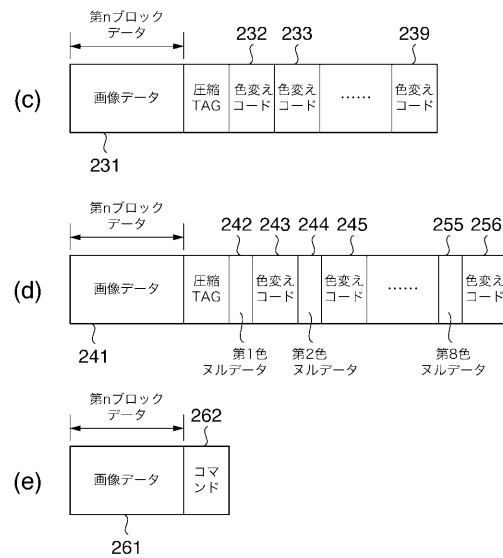 第nブロック
データ
232 233 239
(c)
画像データ 圧縮 TAG 色変え コード 色変え コード …… 色変え コード
231
第nブロック
データ
242 243 244 245 255 256
(d)
画像データ 圧縮 TAG 色変え コード 色変え コード …… 色変え コード
241
第1色 ヌルデータ 第2色 ヌルデータ 第8色 ヌルデータ
第nブロック
データ
262
(e)
画像データ コマ ンド
261